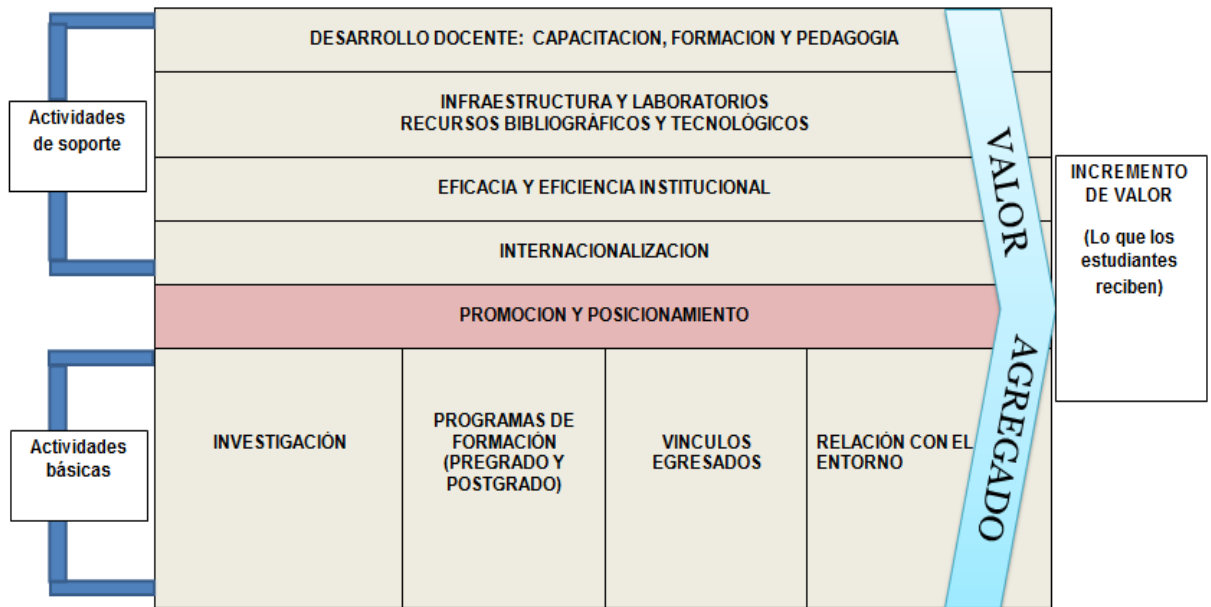 DESARROLLO DOCENTE: CAPACITACION, FORMACION Y PEDAGOGIA
INFRAESTRUCTURA Y LABORATORIOS
RECURSOS BIBLIOGRÁFICOS Y TECNOLÓGICOS
Actividades
de soporte
EFICACIA Y EFICIENCIA INSTITUCIONAL
INTERNACIONALIZACION
PROMOCION Y POSICIONAMIENTO
Actividades
básicas
INVESTIGACIÓN
PROGRAMAS DE
FORMACIÓN
(PREGRADO Y
POSTGRADO)
VINCULOS
EGRESADOS
RELACIÓN CON EL
ENTORNO
VALOR AGREGADO
INCREMENTO
DE VALOR
(Lo que los
estudiantes
reciben)